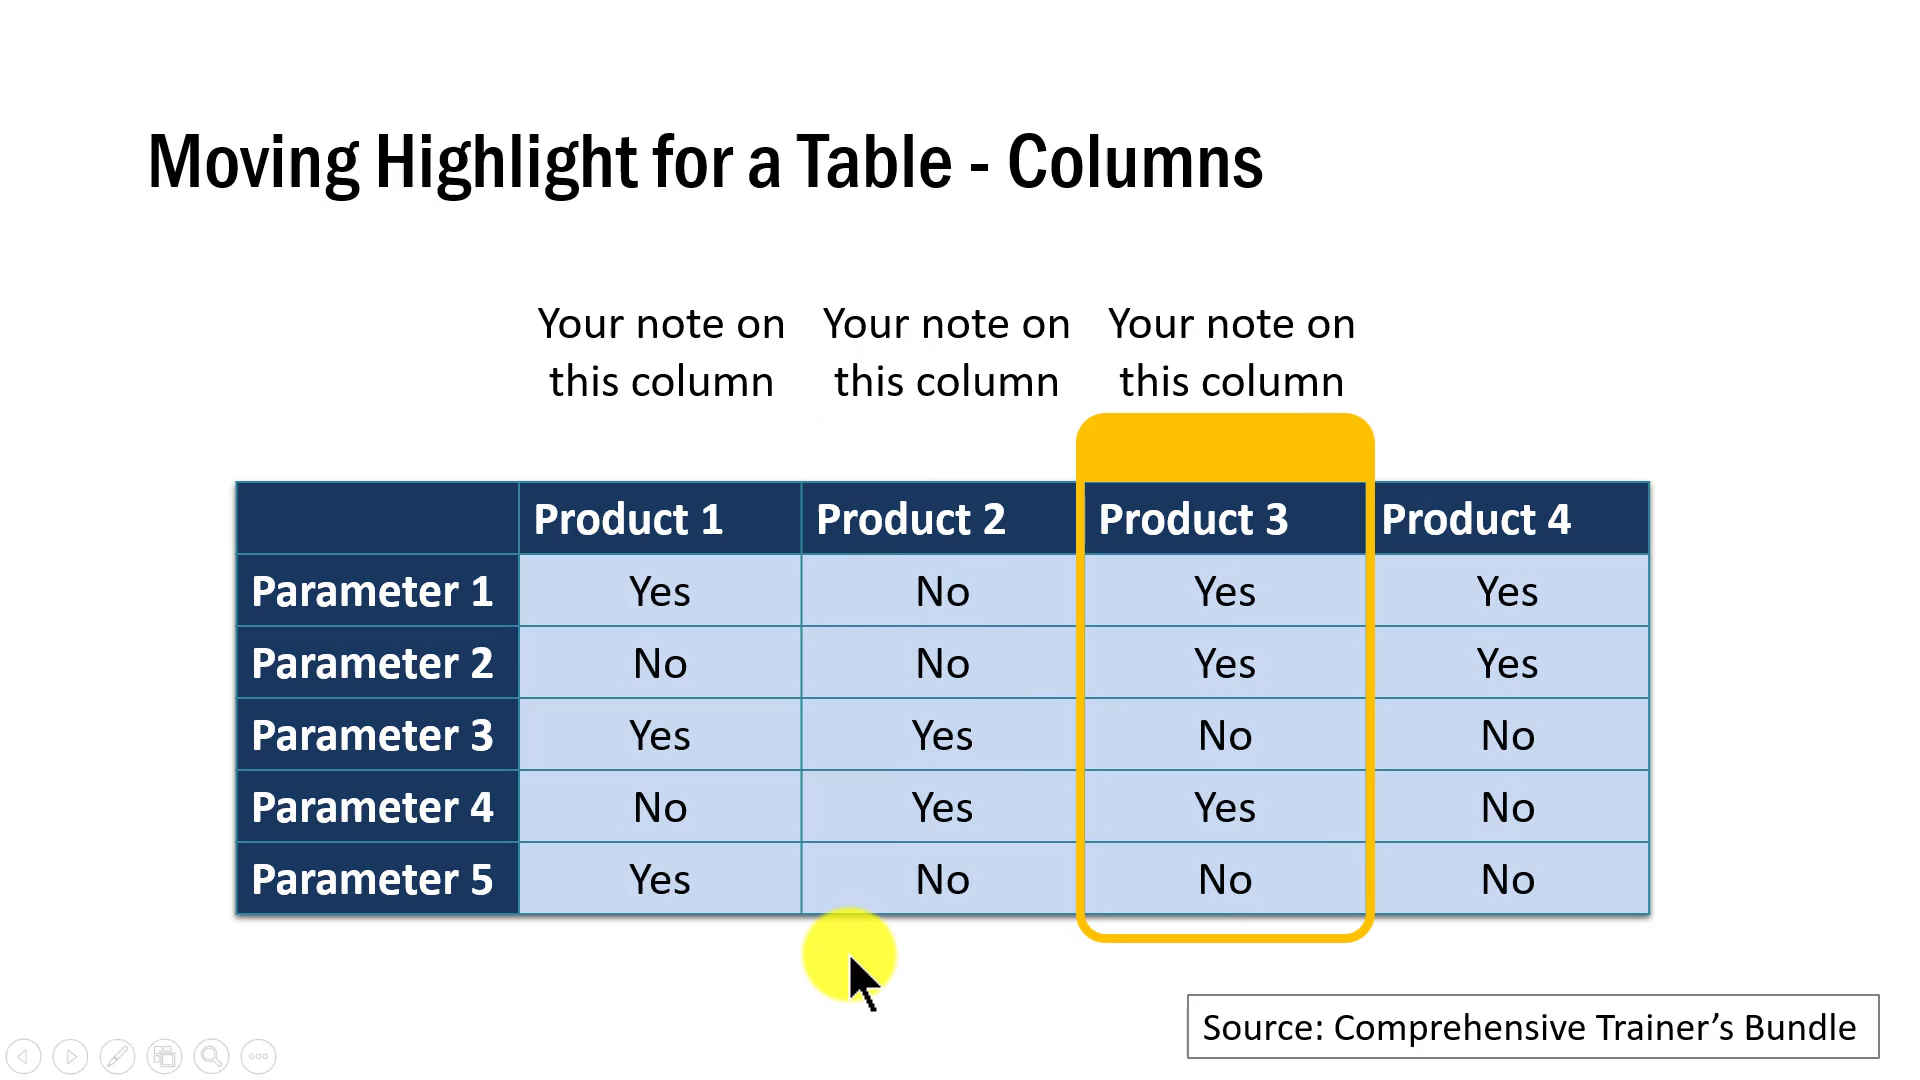 Moving Highlight for a Table - Columns
Your note on Your note on Your note on
this column this column this column
Product 1 Product 2 Product 3 Product 4
Parameter 1 Yes No Yes Yes
Parameter 2 No No Yes Yes
Parameter 3 Yes Yes No No
Parameter 4 No Yes Yes No
Parameter 5 Yes No No No
Source: Comprehensive Trainer’s Bundle